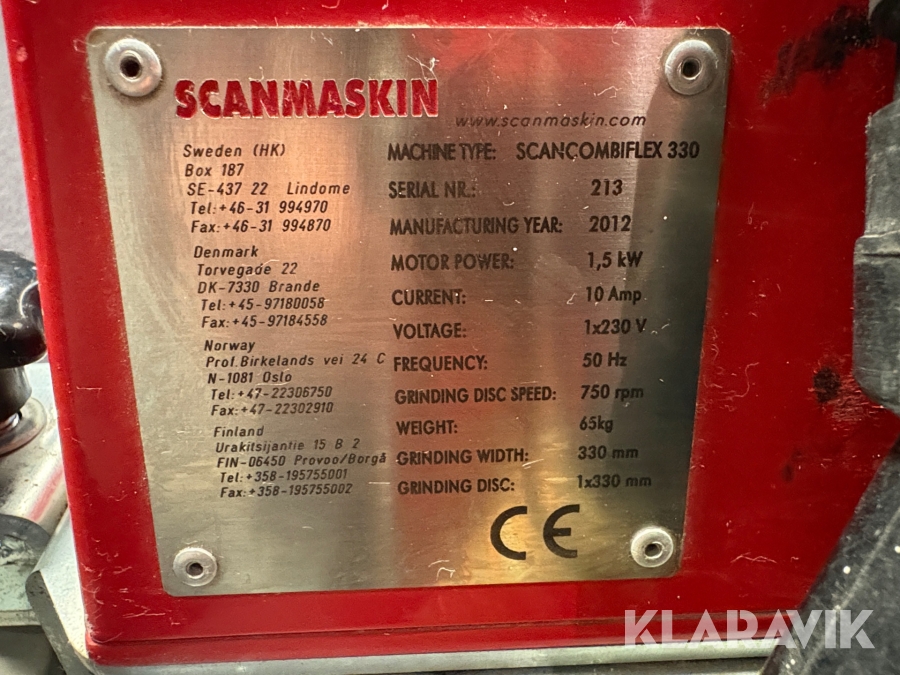 SCANMASKIN
www.scanmaskin.com
Sweden (HK)
Box 187
SE-437 22 Lindome
Tel:+46-31 994970
Fax:+46-31 994870
Denmark
Torvegade 22
DK-7330 Brande
Tel:+45-97180058
Fax:+45-97184558
Norway
Prof.Birkelands vei 24 C
N-1081 Oslo
Tel:+47-22306750
Fax:+47-22302910
Finland
Urakitsijantie 15 B 2
FIN-06450 Provoo/Borgå
Tel:+358-195755001
Fax:+358-195755002
MACHINE TYPE: SCANCOMBIFLEX 330
SERIAL NR.: 213
MANUFACTURING YEAR: 2012
MOTOR POWER: 1,5 kW
CURRENT: 10 Amp
VOLTAGE: 1x230 V
FREQUENCY: 50 Hz
GRINDING DISC SPEED: 750 rpm
WEIGHT: 65kg
GRINDING WIDTH: 330 mm
GRINDING DISC: 1x330 mm
CE
KLARAVIK